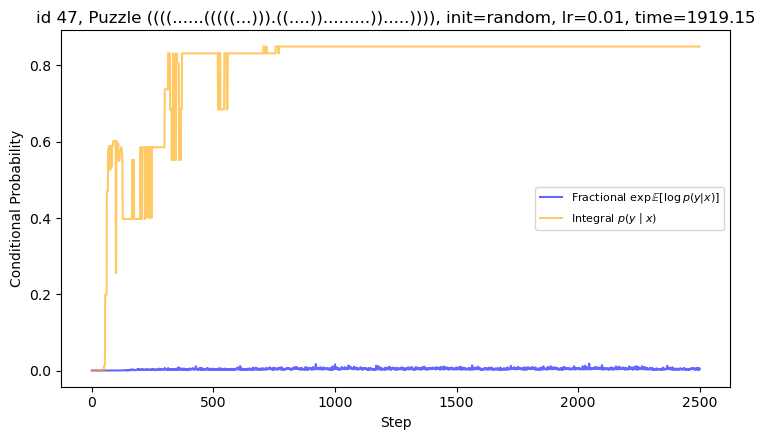 id 47, Puzzle ((((......(((((...))).((....)).........)).....)))), init=random, lr=0.01, time=1919.15
Conditional Probability
0.8
0.6
0.4
0.2
0.0
Fractional exp𝔼[log p(y|x)]
Integral p(y | x)
0
500
1000
1500
2000
2500
Step